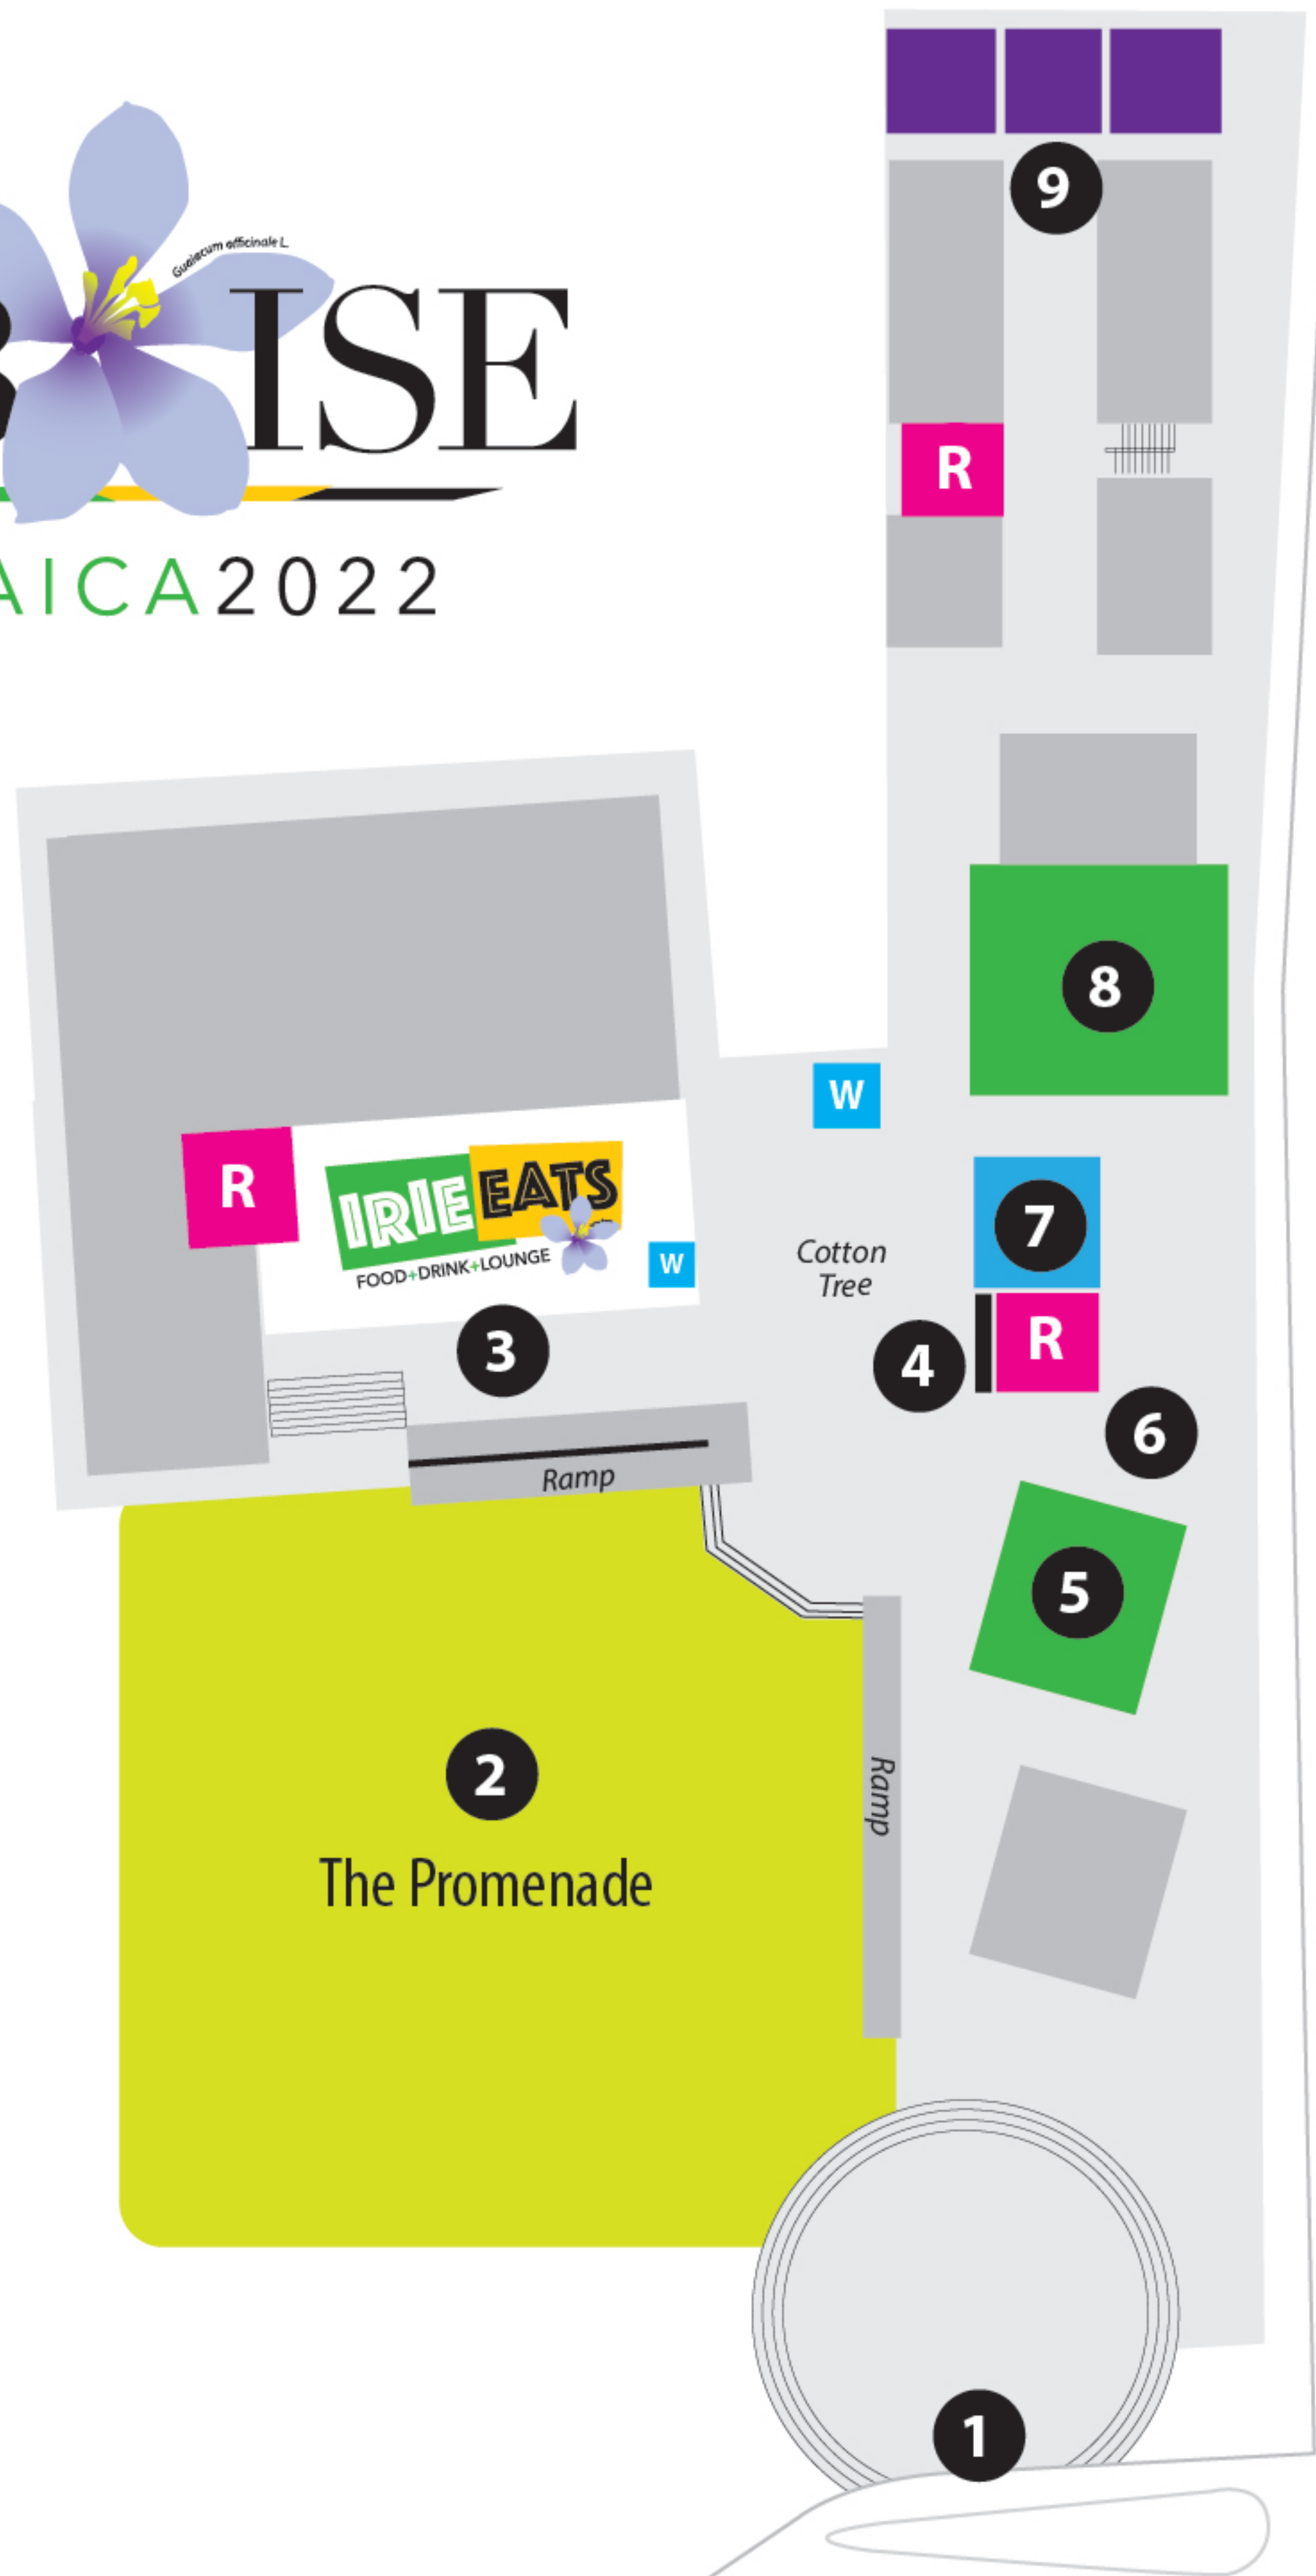 9
Guaiacum officinale L.
ISE
R
AICA2022
8
W
R
IRIE EATS
FOOD+DRINK+LOUNGE
W
7
Cotton
Tree
R
3
4
6
Ramp
5
2
Ramp
The Promenade
1